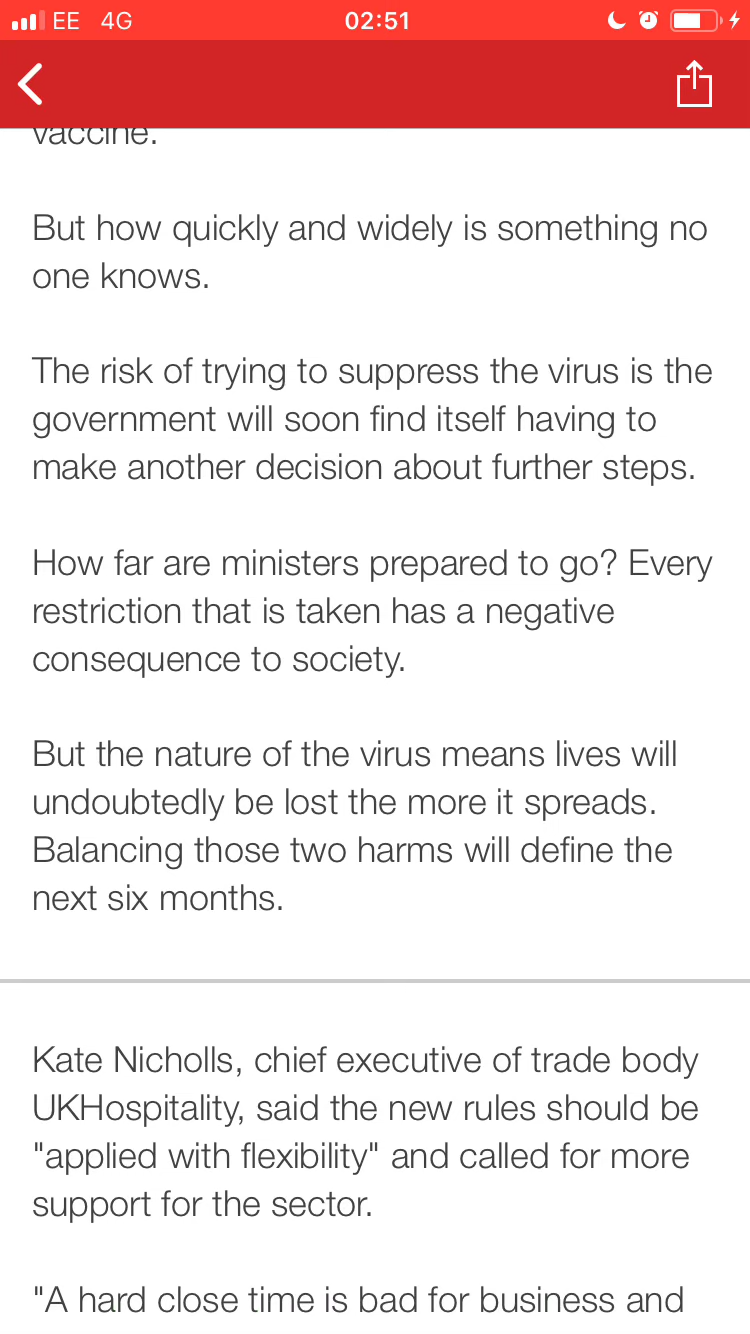 EE 4G 02:51
vaccine.
But how quickly and widely is something no
one knows.
The risk of trying to suppress the virus is the
government will soon find itself having to
make another decision about further steps.
How far are ministers prepared to go? Every
restriction that is taken has a negative
consequence to society.
But the nature of the virus means lives will
undoubtedly be lost the more it spreads.
Balancing those two harms will define the
next six months.
Kate Nicholls, chief executive of trade body
UKHospitality, said the new rules should be
"applied with flexibility" and called for more
support for the sector.
"A hard close time is bad for business and